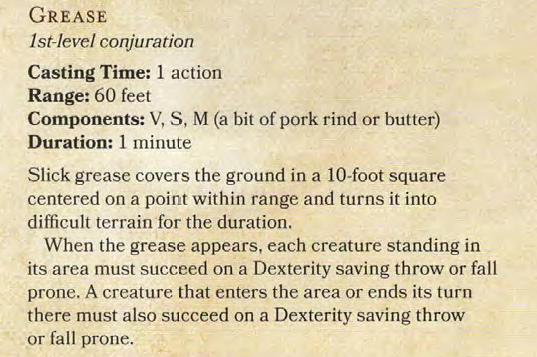 GREASE
1st-level conjuration
Casting Time: 1 action
Range: 60 feet
Components: V, S, M (a bit of pork rind or butter)
Duration: 1 minute
Slick grease covers the ground in a 10-foot square
centered on a point within range and turns it into
difficult terrain for the duration.
When the grease appears, each creature standing in
its area must succeed on a Dexterity saving throw or fall
prone. A creature that enters the area or ends its turn
there must also succeed on a Dexterity saving throw
or fall prone.